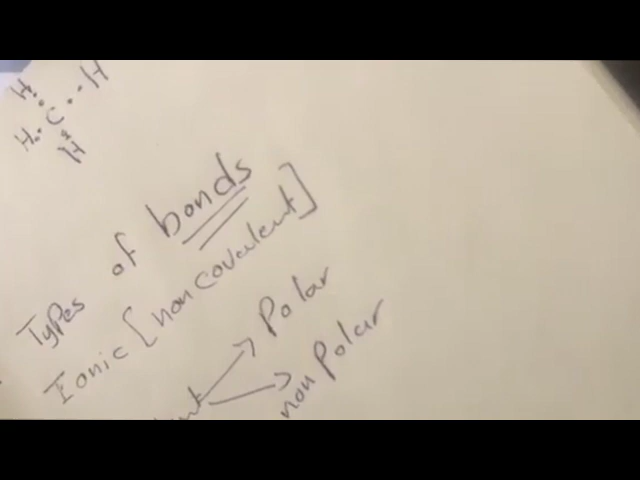 H H
H C
H
Types of bonds
Ionic [non covalent]
Polar
non Polar